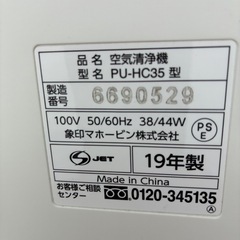 品名 空気清浄機
型名 PU-HC35 型
製造番号 6690529
100V 50/60Hz 38/44W
象印マホービン株式会社
PSE
S JET 19年製
Made in China
お客様ご相談センター 0120-345135 Ⓐ